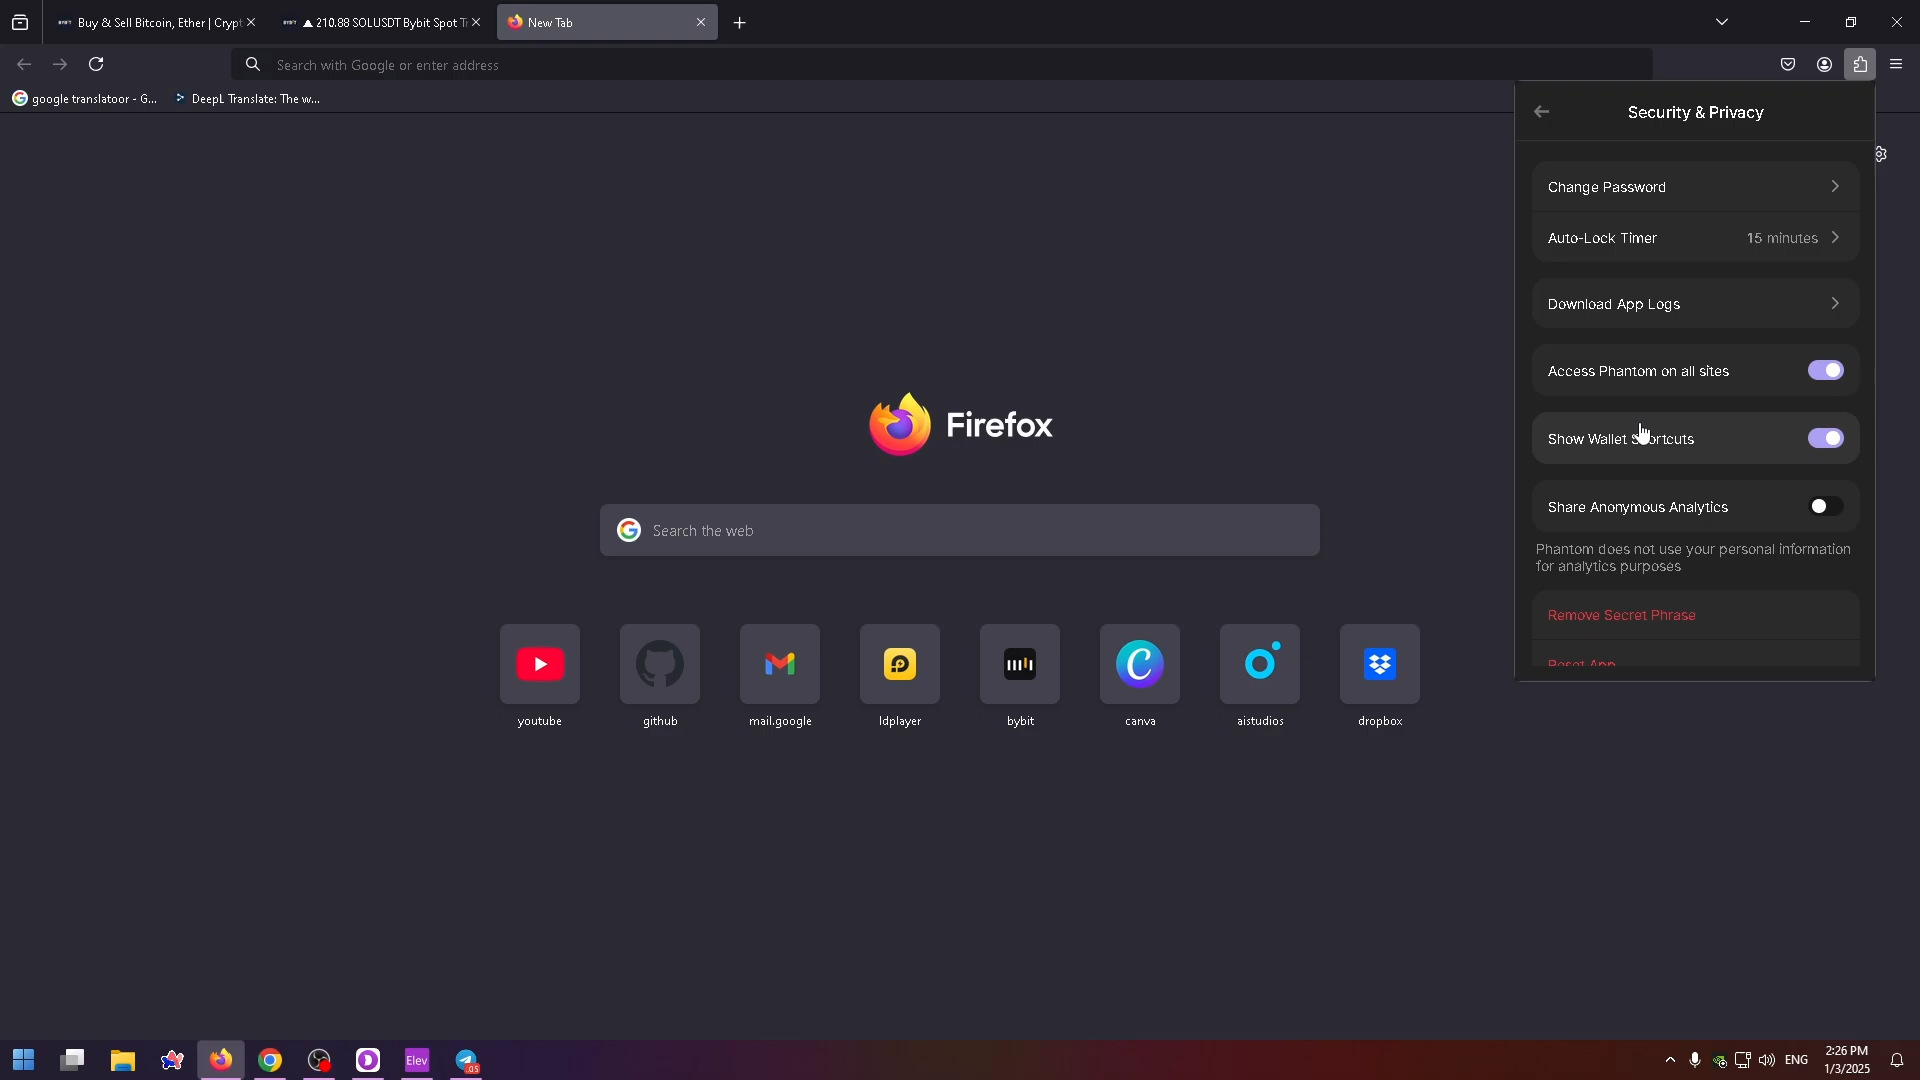 Buy & Sell Bitcoin, Ether | Crypt
▲ 210.88 SOLUSDT Bybit Spot Tr
New Tab
Search with Google or enter address
google translatoor - G...
DeepL Translate: The w...
Security & Privacy
Change Password
Auto-Lock Timer 15 minutes
Download App Logs
Access Phantom on all sites
Show Wallet Shortcuts
Share Anonymous Analytics
Phantom does not use your personal information
for analytics purposes
Remove Secret Phrase
Reset App
Firefox
Search the web
youtube
github
mail.google
ldplayer
bybit
canva
aistudios
dropbox
Elev
ENG
2:26 PM
1/3/2025